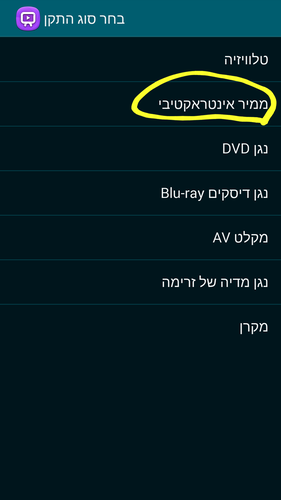 בחר סוג התקן
טלוויזיה
ממיר אינטראקטיבי
נגן DVD
נגן דיסקים Blu-ray
מקלט AV
נגן מדיה של זרימה
מקרן